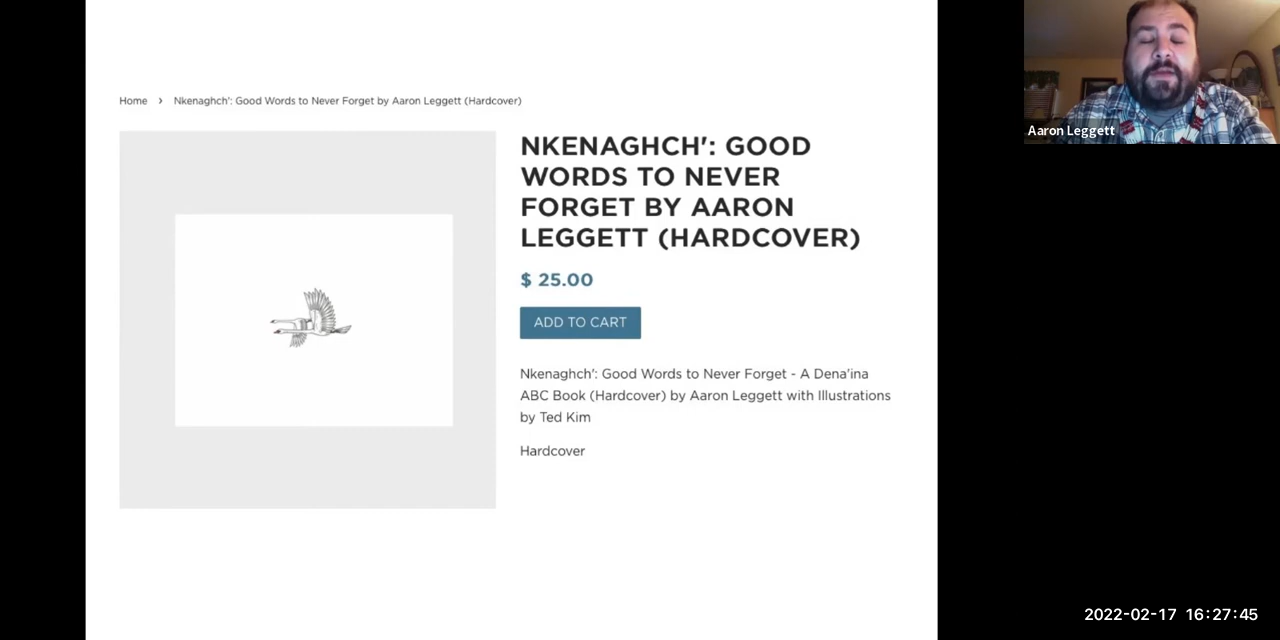 Home › Nkenaghch': Good Words to Never Forget by Aaron Leggett (Hardcover)
NKENAGHCH': GOOD
WORDS TO NEVER
FORGET BY AARON
LEGGETT (HARDCOVER)
$ 25.00
ADD TO CART
Nkenaghch': Good Words to Never Forget - A Dena'ina
ABC Book (Hardcover) by Aaron Leggett with Illustrations
by Ted Kim
Hardcover
Aaron Leggett
2022-02-17 16:27:45